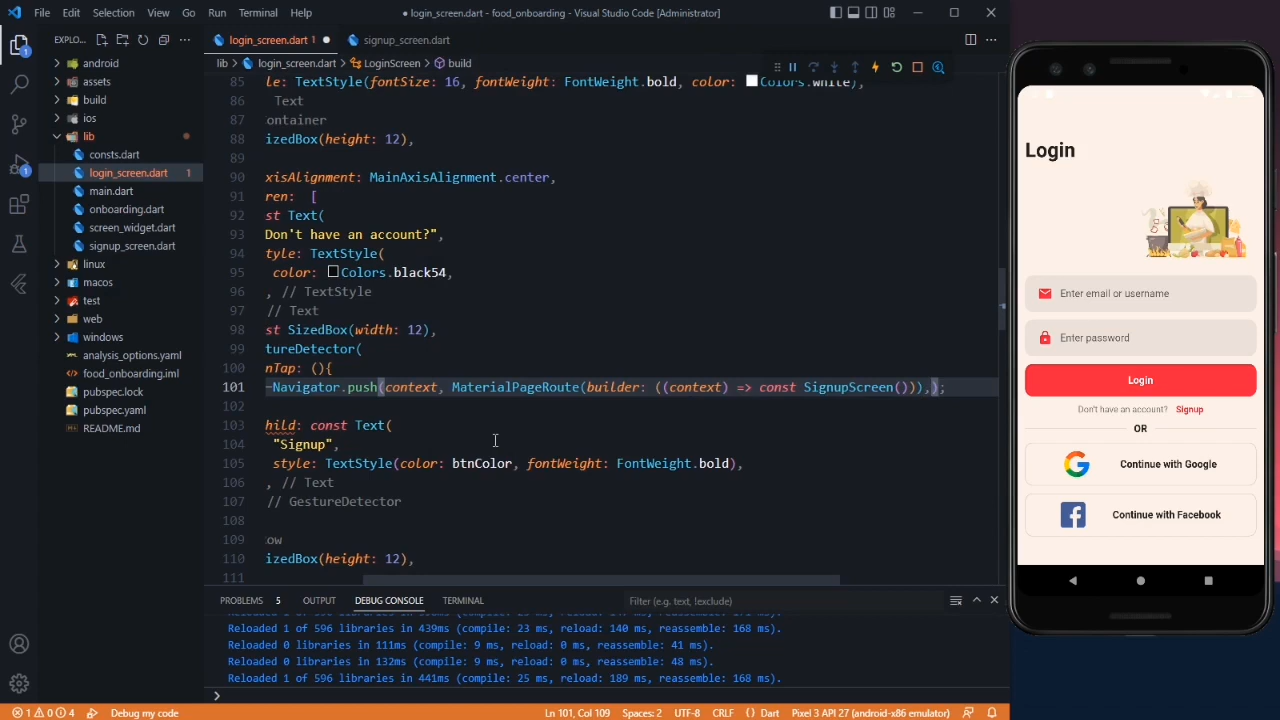 File Edit Selection View Go Run Terminal Help
● login_screen.dart - food_onboarding - Visual Studio Code [Administrator]
EXPLO...
login_screen.dart 1 ●
signup_screen.dart
lib > login_screen.dart > LoginScreen > build
android
assets
build
ios
lib
consts.dart
login_screen.dart 1
main.dart
onboarding.dart
screen_widget.dart
signup_screen.dart
linux
macos
test
web
windows
analysis_options.yaml
food_onboarding.iml
pubspec.lock
pubspec.yaml
README.md
85 le: TextStyle(fontSize: 16, fontWeight: FontWeight.bold, color: Colors.white),
86 Text
87 ontainer
88 izedBox(height: 12),
89
90 xisAlignment: MainAxisAlignment.center,
91 ren: [
92 st Text(
93 Don't have an account?",
94 tyle: TextStyle(
95 color: Colors.black54,
96 , // TextStyle
97 // Text
98 st SizedBox(width: 12),
99 tureDetector(
100 nTap: (){
101 Navigator.push(context, MaterialPageRoute(builder: ((context) => const SignupScreen())),);
102
103 hild: const Text(
104 "Signup",
105 style: TextStyle(color: btnColor, fontWeight: FontWeight.bold),
106 , // Text
107 // GestureDetector
108
109 ow
110 izedBox(height: 12),
111
PROBLEMS 5 OUTPUT DEBUG CONSOLE TERMINAL
Filter (e.g. text, !exclude)
Reloaded 1 of 596 libraries in 439ms (compile: 23 ms, reload: 140 ms, reassemble: 168 ms).
Reloaded 0 libraries in 111ms (compile: 9 ms, reload: 0 ms, reassemble: 41 ms).
Reloaded 0 libraries in 132ms (compile: 9 ms, reload: 0 ms, reassemble: 48 ms).
Reloaded 1 of 596 libraries in 441ms (compile: 25 ms, reload: 189 ms, reassemble: 168 ms).
>
1 0 4 Debug my code
Ln 101, Col 109 Spaces: 2 UTF-8 CRLF {} Dart Pixel 3 API 27 (android-x86 emulator)
Login
Enter email or username
Enter password
Login
Don't have an account? Signup
OR
Continue with Google
Continue with Facebook